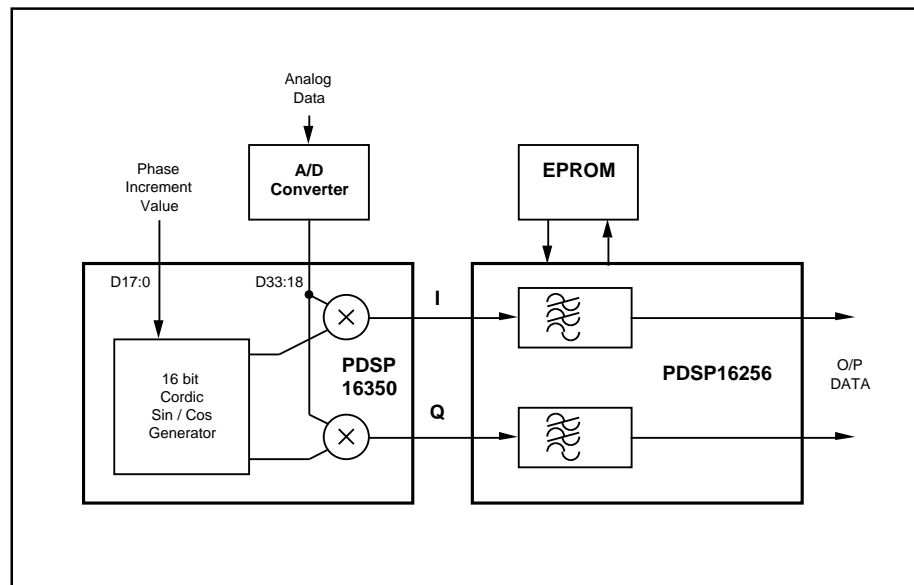 Analog
Data
A/D
Converter
EPROM
Phase
Increment
Value
D17:0
D33:18
I
PDSP
16350
PDSP16256
O/P
DATA
16 bit
Cordic
Sin / Cos
Generator
Q